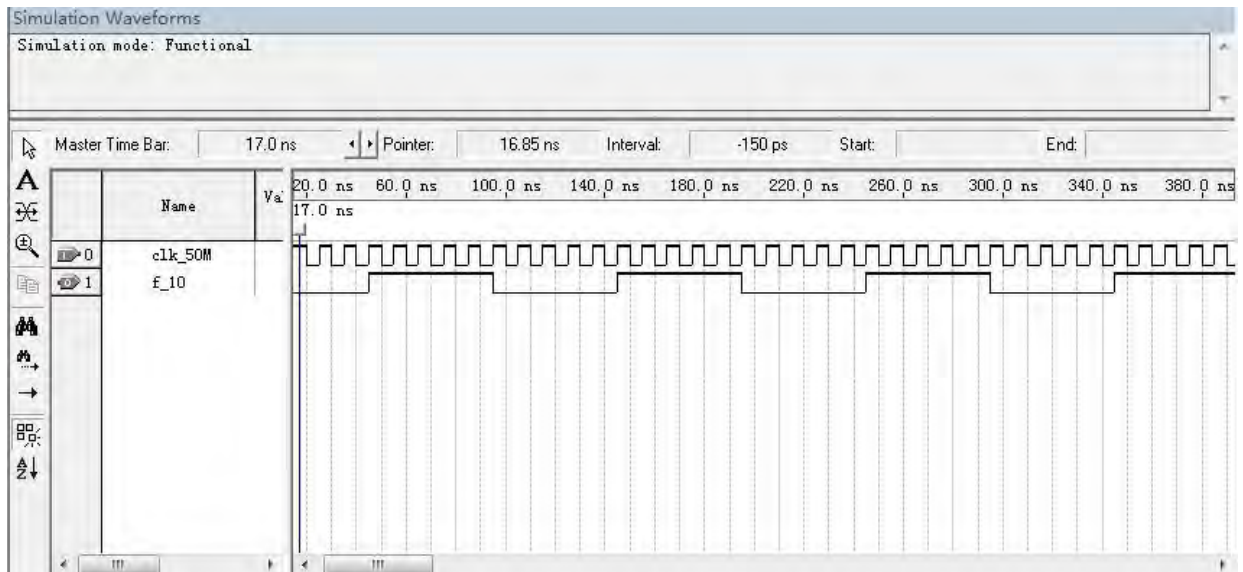 Simulation Waveforms
Simulation mode: Functional
Master Time Bar: 17.0 ns Pointer: 16.85 ns Interval: -150 ps Start: End:
Name
Va
20.0 ns 60.0 ns 100.0 ns 140.0 ns 180.0 ns 220.0 ns 260.0 ns 300.0 ns 340.0 ns 380.0 ns
17.0 ns
0 clk_50M
1 f_10